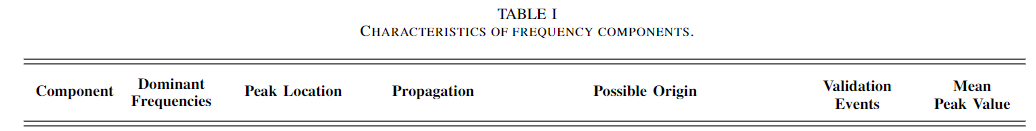 TABLE I
CHARACTERISTICS OF FREQUENCY COMPONENTS.
Component Dominant Frequencies Peak Location Propagation Possible Origin Validation Events Mean Peak Value